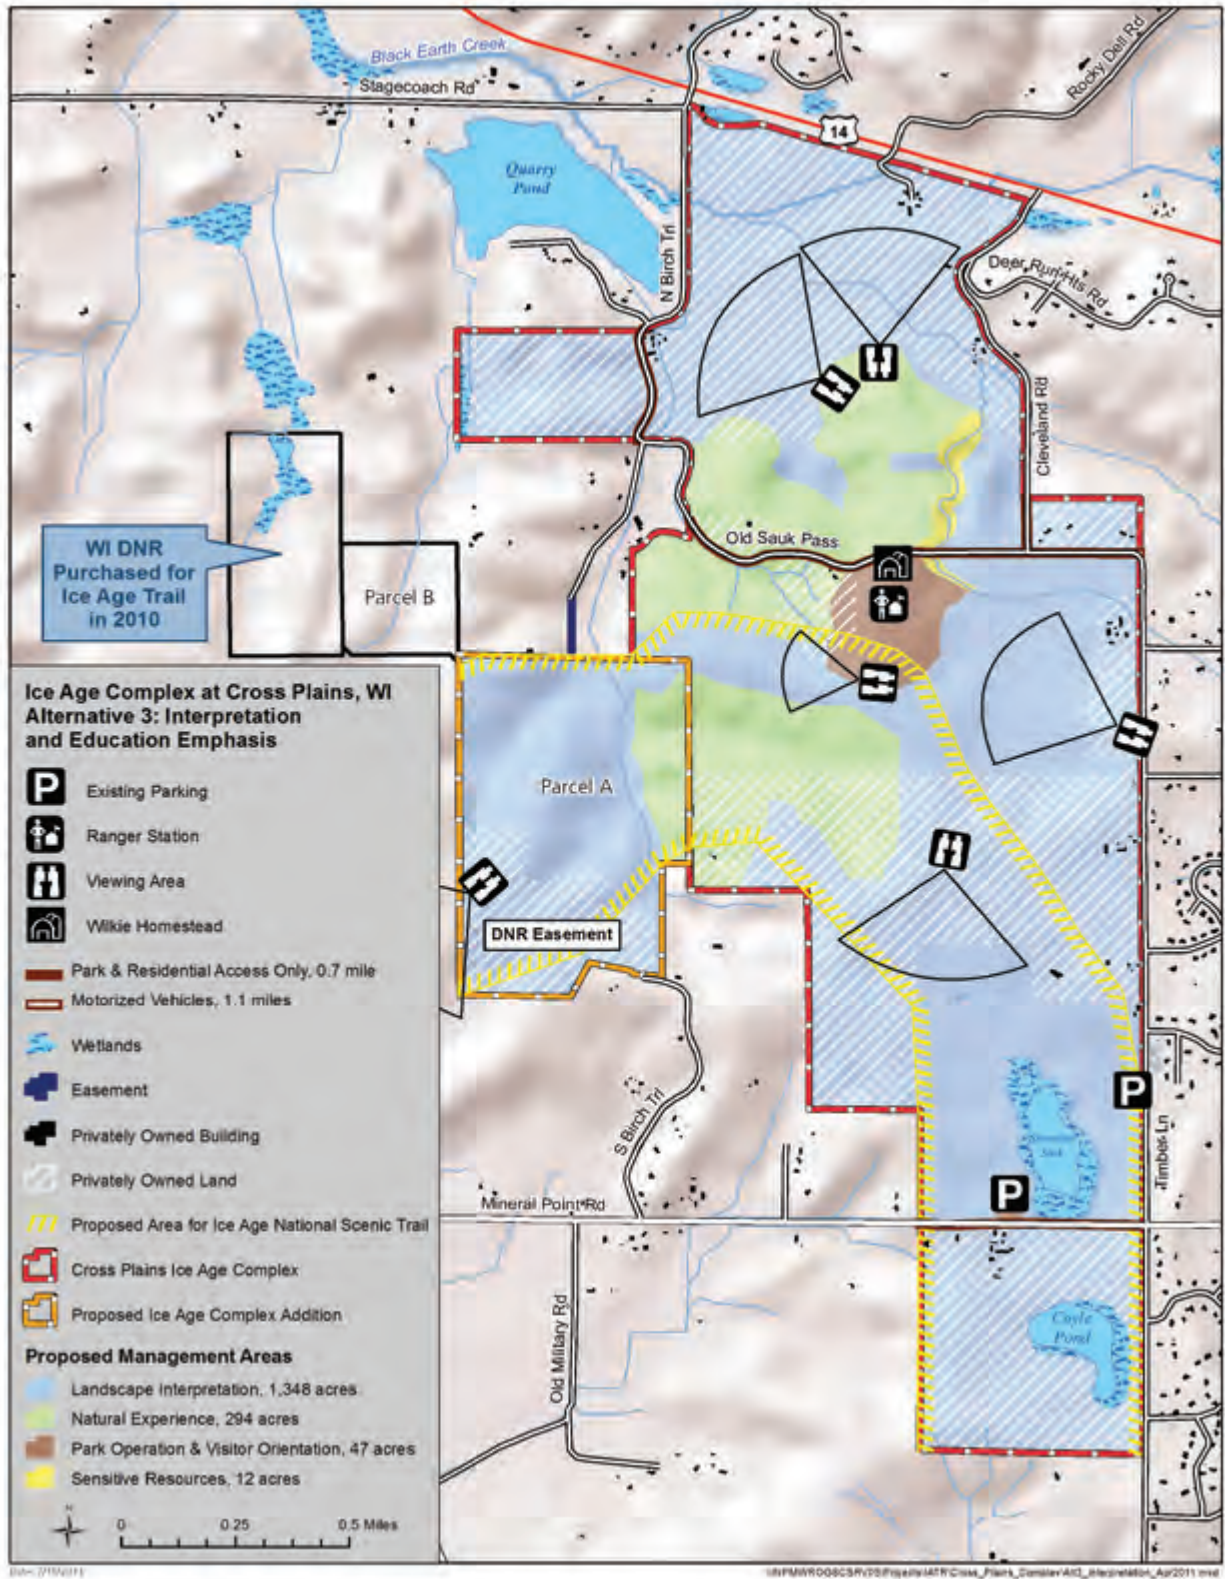 Black Earth Creek
Stagecoach Rd
Rocky Dell Rd
14
Quarry
Pond
N Birch Trl
Deer Run Hts Rd
Cleveland Rd
Old Sauk Pass
WI DNR
Purchased for
Ice Age Trail
in 2010
Parcel B
Parcel A
DNR Easement
S Birch Trl
Mineral Point Rd
P
P
Timber Ln
Sink
Old Military Rd
Coyle
Pond
Ice Age Complex at Cross Plains, WI
Alternative 3: Interpretation
and Education Emphasis
P Existing Parking
Ranger Station
Viewing Area
Wilkie Homestead
Park & Residential Access Only, 0.7 mile
Motorized Vehicles, 1.1 miles
Wetlands
Easement
Privately Owned Building
Privately Owned Land
Proposed Area for Ice Age National Scenic Trail
Cross Plains Ice Age Complex
Proposed Ice Age Complex Addition
Proposed Management Areas
Landscape Interpretation, 1,348 acres
Natural Experience, 294 acres
Park Operation & Visitor Orientation, 47 acres
Sensitive Resources, 12 acres
N
0 0.25 0.5 Miles